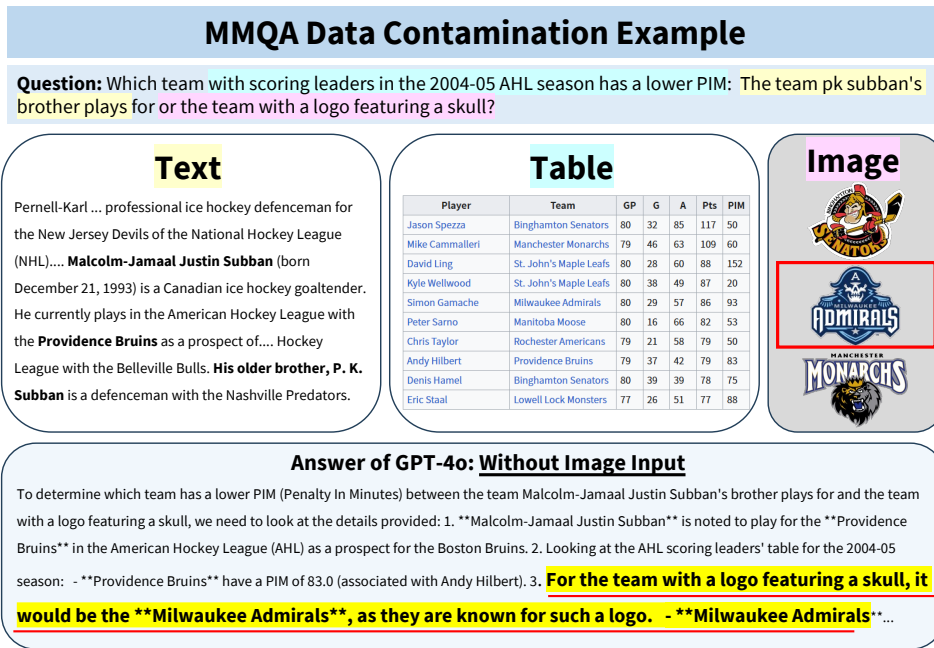 MMQA Data Contamination Example
Question: Which team with scoring leaders in the 2004-05 AHL season has a lower PIM: The team pk subban's
brother plays for or the team with a logo featuring a skull?
Text
Pernell-Karl ... professional ice hockey defenceman for
the New Jersey Devils of the National Hockey League
(NHL).... Malcolm-Jamaal Justin Subban (born
December 21, 1993) is a Canadian ice hockey goaltender.
He currently plays in the American Hockey League with
the Providence Bruins as a prospect of.... Hockey
League with the Belleville Bulls. His older brother, P. K.
Subban is a defenceman with the Nashville Predators.
Table
Player Team GP G A Pts PIM
Jason Spezza Binghamton Senators 80 32 85 117 50
Mike Cammalleri Manchester Monarchs 79 46 63 109 60
David Ling St. John's Maple Leafs 80 28 60 88 152
Kyle Wellwood St. John's Maple Leafs 80 38 49 87 20
Simon Gamache Milwaukee Admirals 80 29 57 86 93
Peter Sarno Manitoba Moose 80 16 66 82 53
Chris Taylor Rochester Americans 79 21 58 79 50
Andy Hilbert Providence Bruins 79 37 42 79 83
Denis Hamel Binghamton Senators 80 39 39 78 75
Eric Staal Lowell Lock Monsters 77 26 51 77 88
Image
BINGHAMTON
SENATORS
MILWAUKEE
ADMIRALS
MANCHESTER
MONARCHS
Answer of GPT-4o: Without Image Input
To determine which team has a lower PIM (Penalty In Minutes) between the team Malcolm-Jamaal Justin Subban's brother plays for and the team
with a logo featuring a skull, we need to look at the details provided: 1. **Malcolm-Jamaal Justin Subban** is noted to play for the **Providence
Bruins** in the American Hockey League (AHL) as a prospect for the Boston Bruins. 2. Looking at the AHL scoring leaders' table for the 2004-05
season: - **Providence Bruins** have a PIM of 83.0 (associated with Andy Hilbert). 3. For the team with a logo featuring a skull, it
would be the **Milwaukee Admirals**, as they are known for such a logo. - **Milwaukee Admirals**...